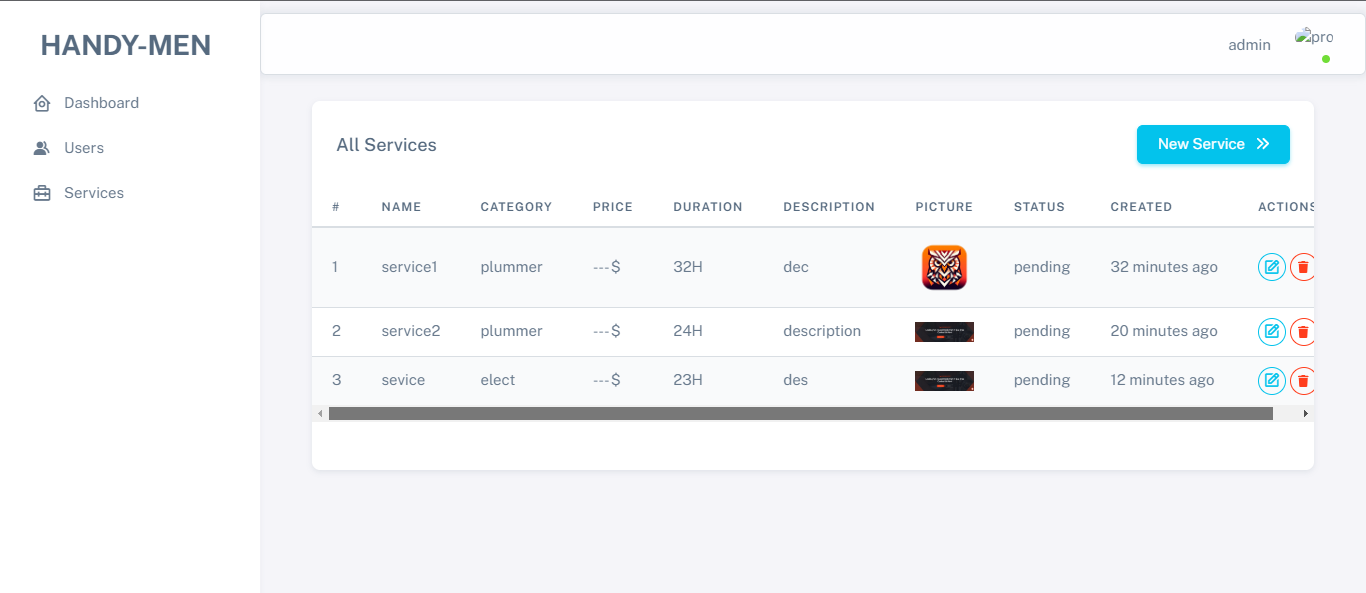 HANDY-MEN
Dashboard
Users
Services
admin
pro
All Services
New Service
# NAME CATEGORY PRICE DURATION DESCRIPTION PICTURE STATUS CREATED ACTIONS
1 service1 plummer ---$ 32H dec pending 32 minutes ago
2 service2 plummer ---$ 24H description pending 20 minutes ago
3 sevice elect ---$ 23H des pending 12 minutes ago